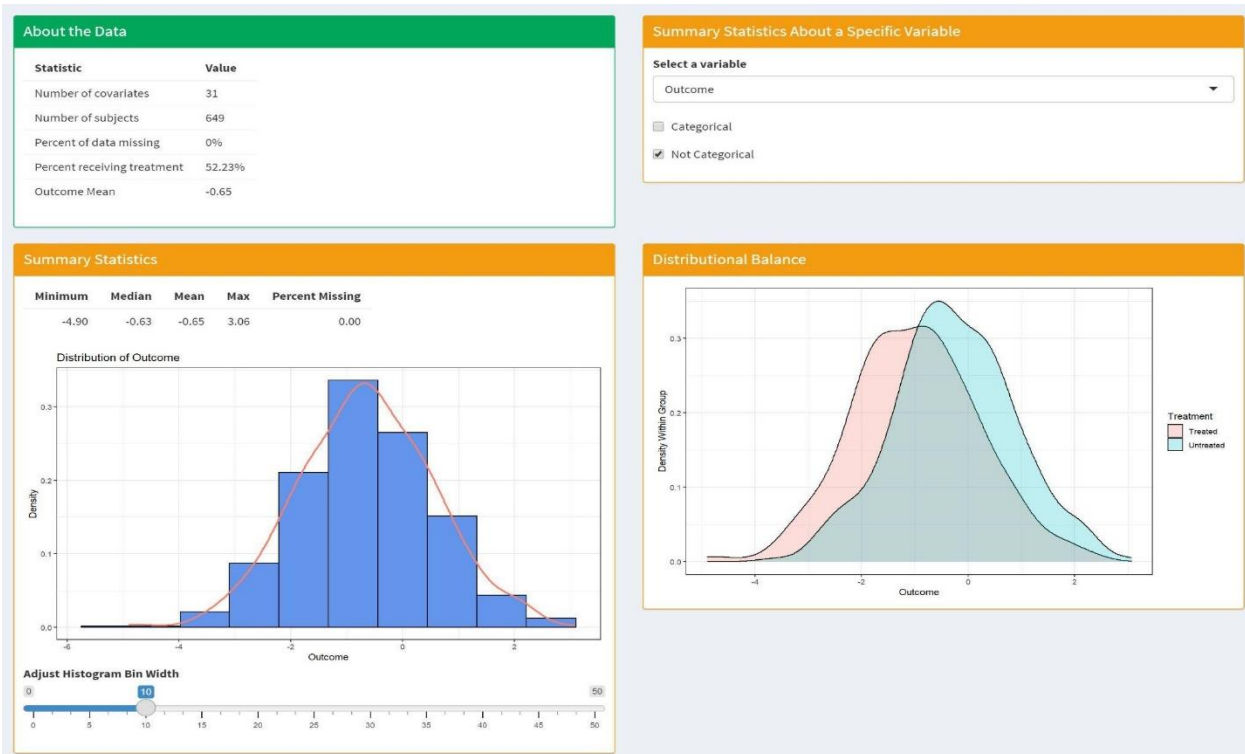 About the Data
Statistic Value
Number of covariates 31
Number of subjects 649
Percent of data missing 0%
Percent receiving treatment 52.23%
Outcome Mean -0.65
Summary Statistics About a Specific Variable
Select a variable
Outcome
Categorical
Not Categorical
Summary Statistics
Minimum Median Mean Max Percent Missing
-4.90 -0.63 -0.65 3.06 0.00
Distribution of Outcome
0.3
0.2
0.1
0.0
Density
-6 -4 -2 0 2
Outcome
Adjust Histogram Bin Width
0 10 50
0 5 10 15 20 25 30 35 40 45 50
Distributional Balance
0.3
0.2
0.1
0.0
Density Within Group
-4 -2 0 2
Outcome
Treatment
Treated
Untreated